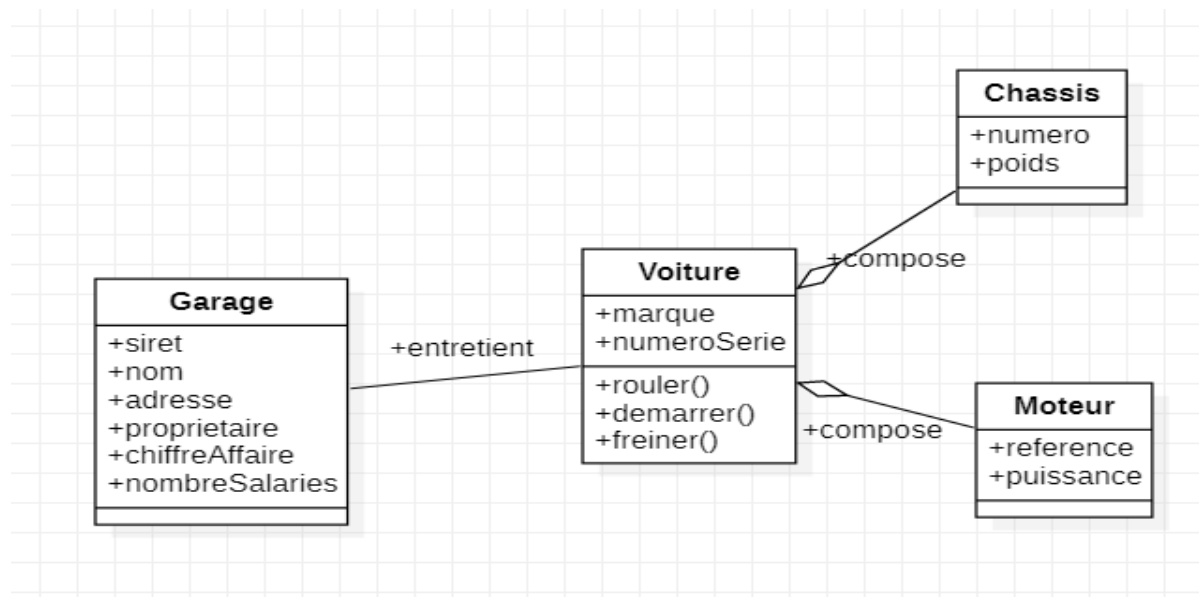 Chassis
+numero
+poids
+compose
Voiture
+marque
+numeroSerie
+rouler()
+demarrer()
+freiner()
Garage
+siret
+nom
+adresse
+proprietaire
+chiffreAffaire
+nombreSalaries
+entretient
+compose
Moteur
+reference
+puissance